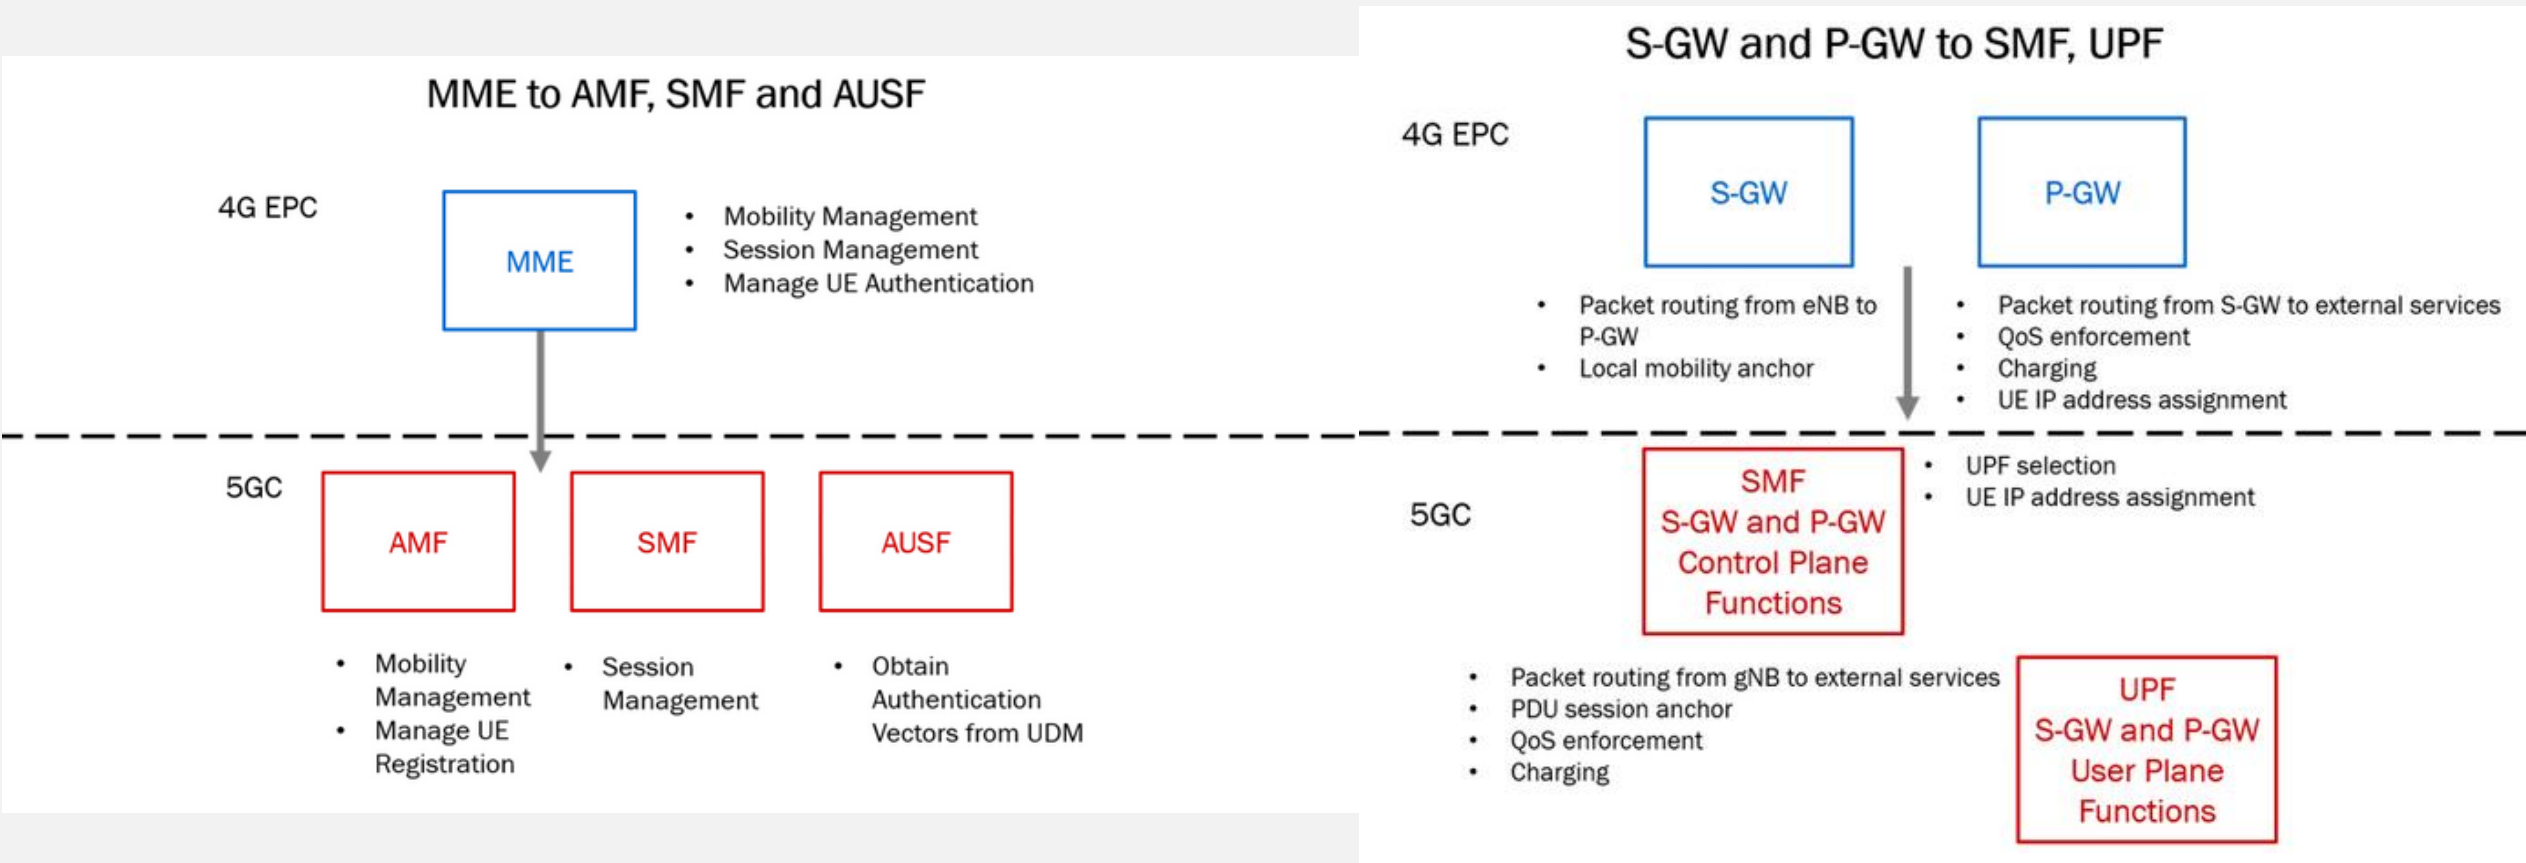 MME to AMF, SMF and AUSF
4G EPC
MME
• Mobility Management
• Session Management
• Manage UE Authentication
5GC
AMF
SMF
AUSF
• Mobility
Management
• Manage UE
Registration
• Session
Management
• Obtain
Authentication
Vectors from UDM
S-GW and P-GW to SMF, UPF
4G EPC
S-GW
P-GW
• Packet routing from eNB to
P-GW
• Local mobility anchor
• Packet routing from S-GW to external services
• QoS enforcement
• Charging
• UE IP address assignment
5GC
SMF
S-GW and P-GW
Control Plane
Functions
• UPF selection
• UE IP address assignment
• Packet routing from gNB to external services
• PDU session anchor
• QoS enforcement
• Charging
UPF
S-GW and P-GW
User Plane
Functions